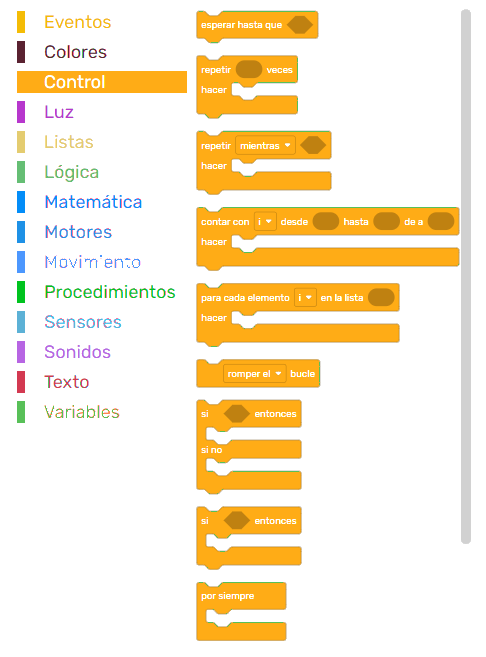 Eventos
Colores
Control
Luz
Listas
Lógica
Matemática
Motores
Movimiento
Procedimientos
Sensores
Sonidos
Texto
Variables
esperar hasta que
repetir veces
hacer
repetir mientras
hacer
contar con i desde hasta de a
hacer
para cada elemento i en la lista
hacer
romper el bucle
si entonces
si no
si entonces
por siempre